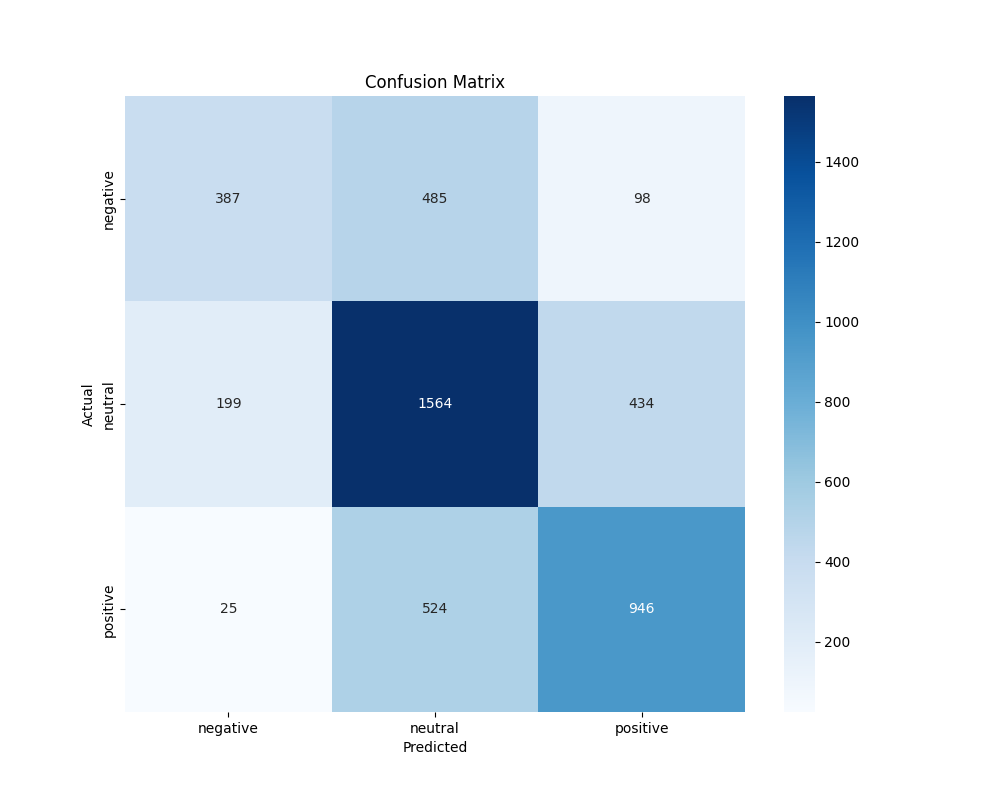 Confusion Matrix
Actual
negative
387
485
98
neutral
199
1564
434
positive
25
524
946
negative
neutral
positive
Predicted
1400
1200
1000
800
600
400
200